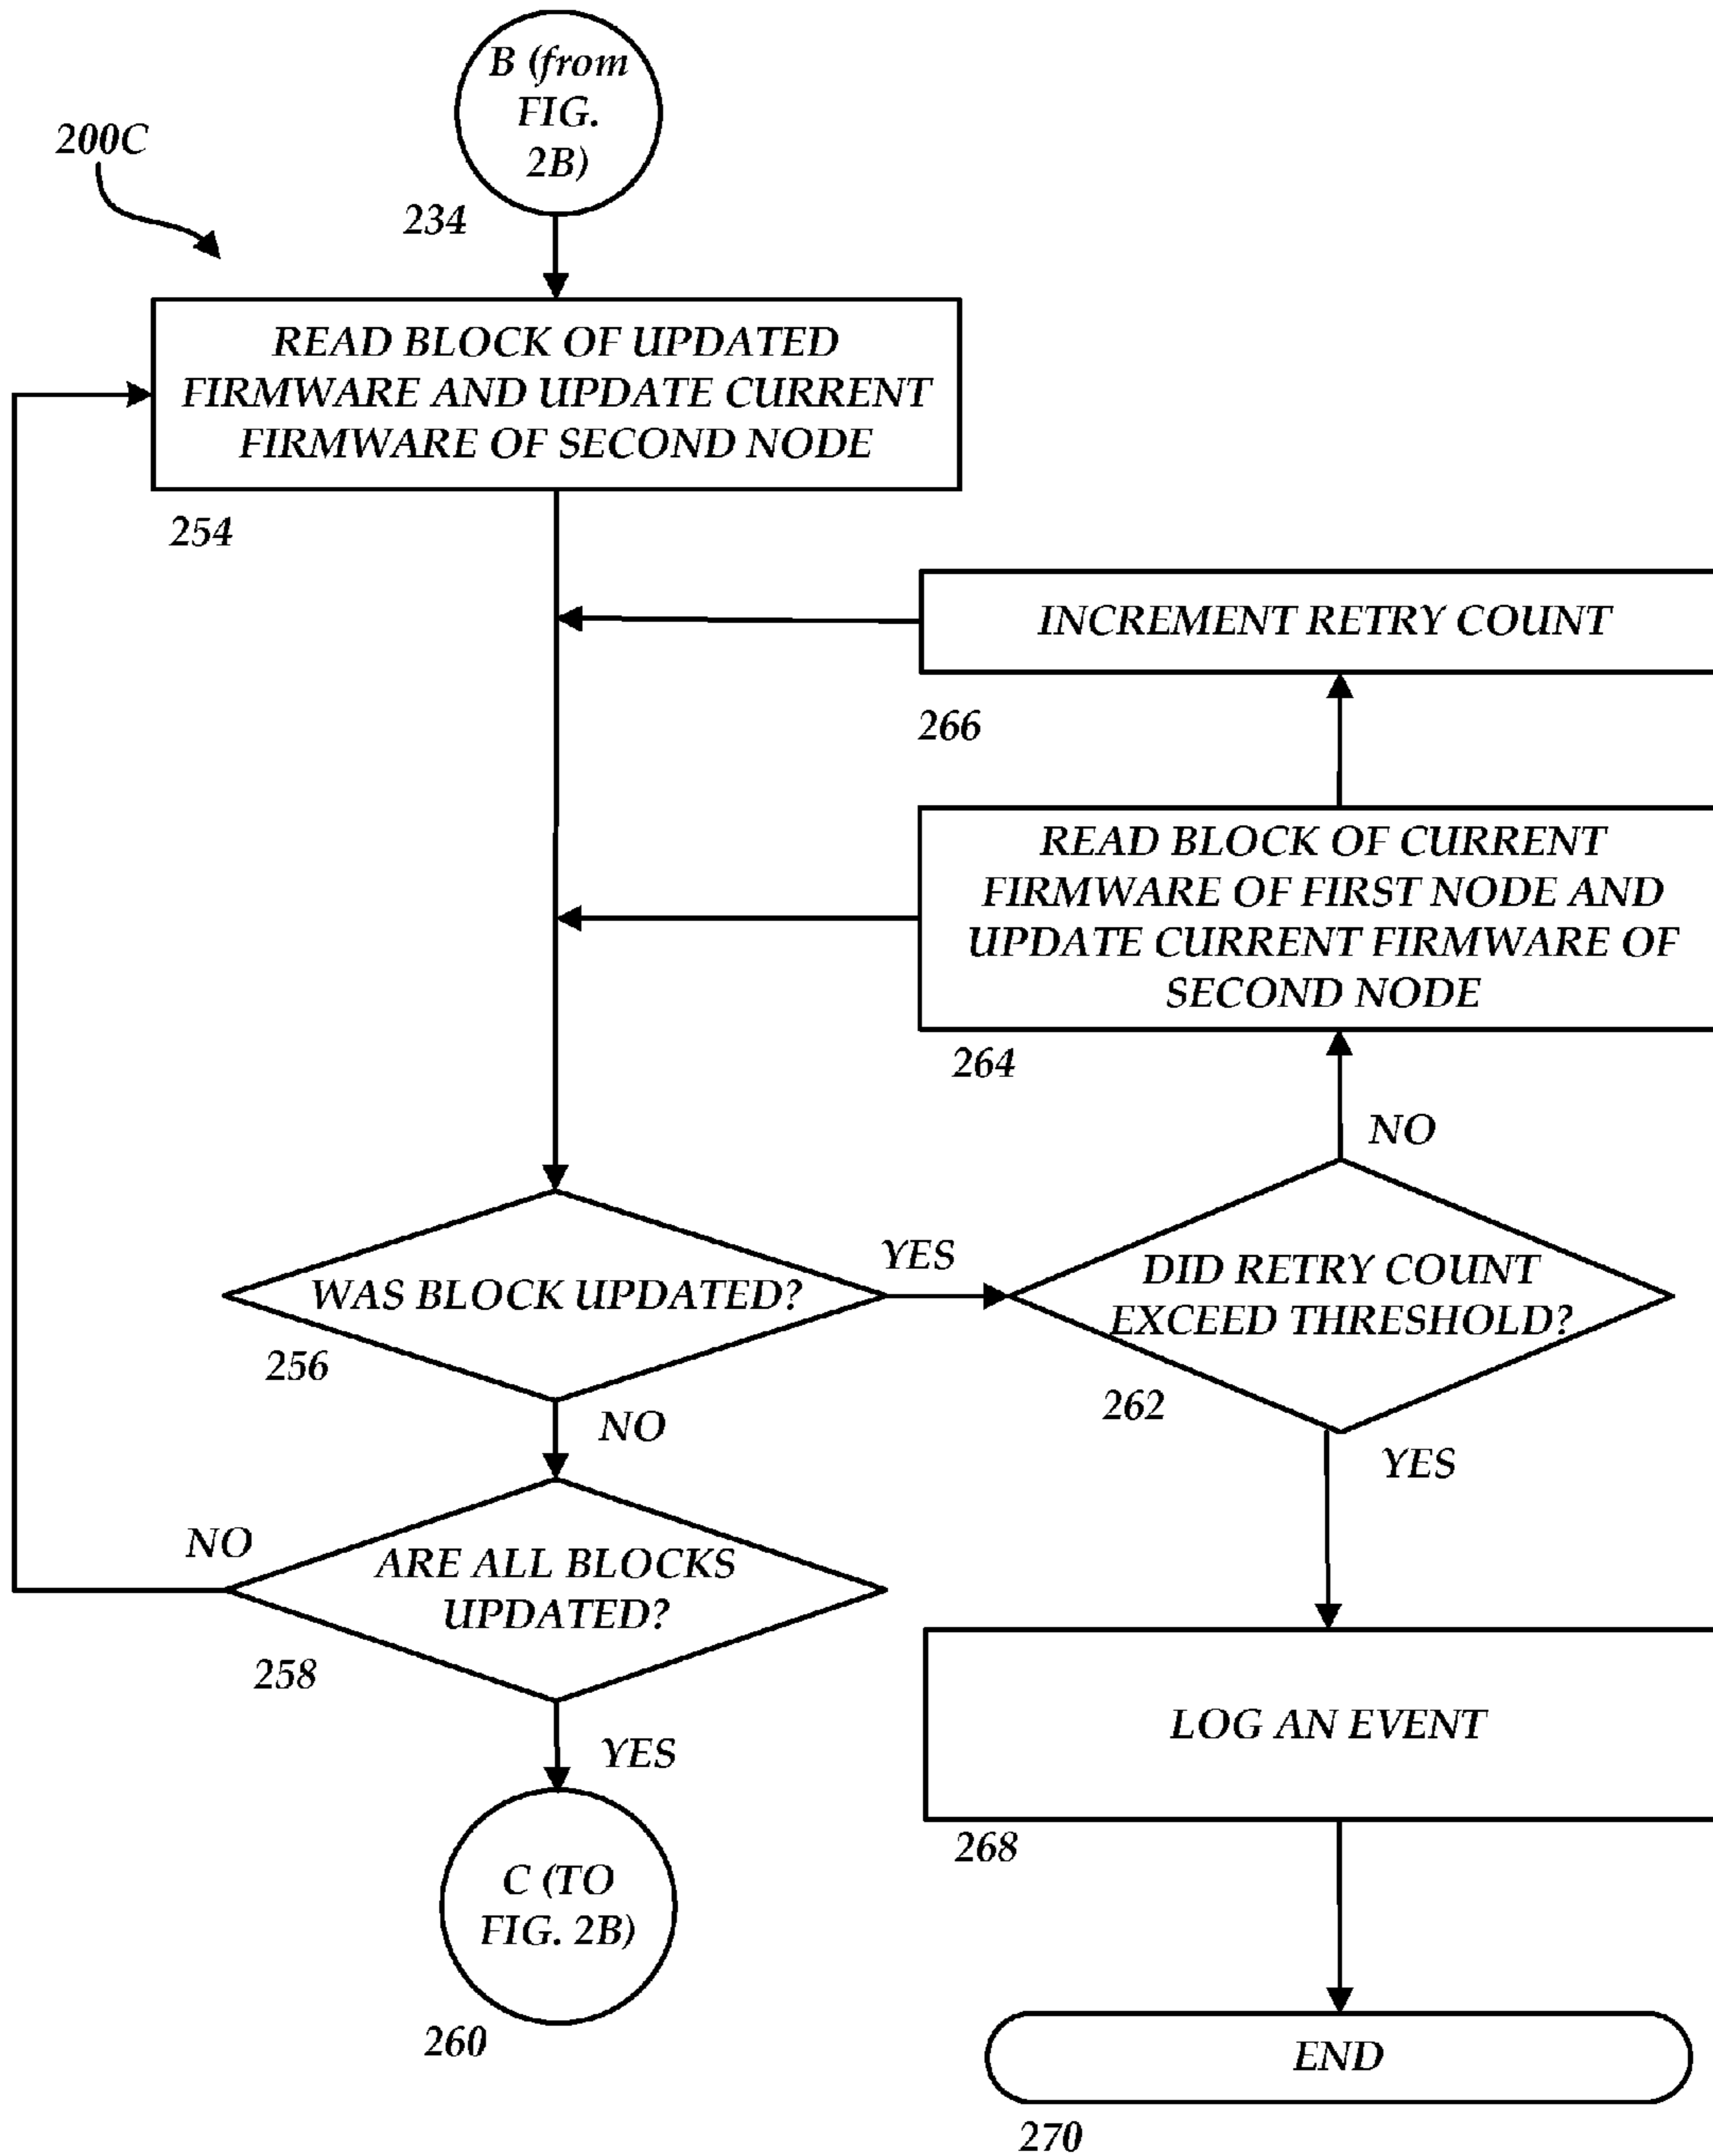 B (from
FIG.
2B)
200C
234
READ BLOCK OF UPDATED
FIRMWARE AND UPDATE CURRENT
FIRMWARE OF SECOND NODE
254
INCREMENT RETRY COUNT
266
READ BLOCK OF CURRENT
FIRMWARE OF FIRST NODE AND
UPDATE CURRENT FIRMWARE OF
SECOND NODE
264
NO
WAS BLOCK UPDATED?
YES
DID RETRY COUNT
EXCEED THRESHOLD?
256
262
NO
YES
NO
ARE ALL BLOCKS
UPDATED?
258
LOG AN EVENT
YES
268
C (TO
FIG. 2B)
260
END
270